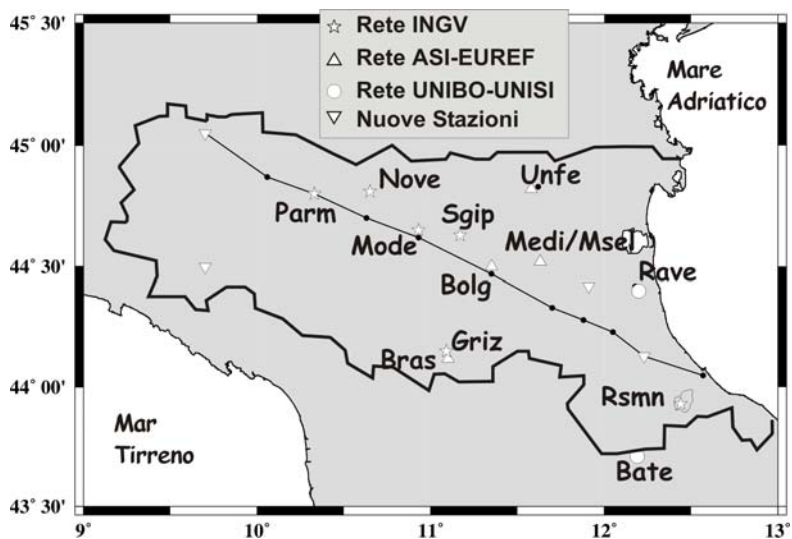 45° 30'
Rete INGV
Rete ASI-EUREF
Rete UNIBO-UNISI
Nuove Stazioni
Mare
Adriatico
45° 00'
Nove
Unfe
Parm
Sgip
Mode
Medi/Msel
44° 30'
Bolg
Rave
Griz
Bras
44° 00'
Rsmn
Mar
Tirreno
Bate
43° 30'
9°
10°
11°
12°
13°